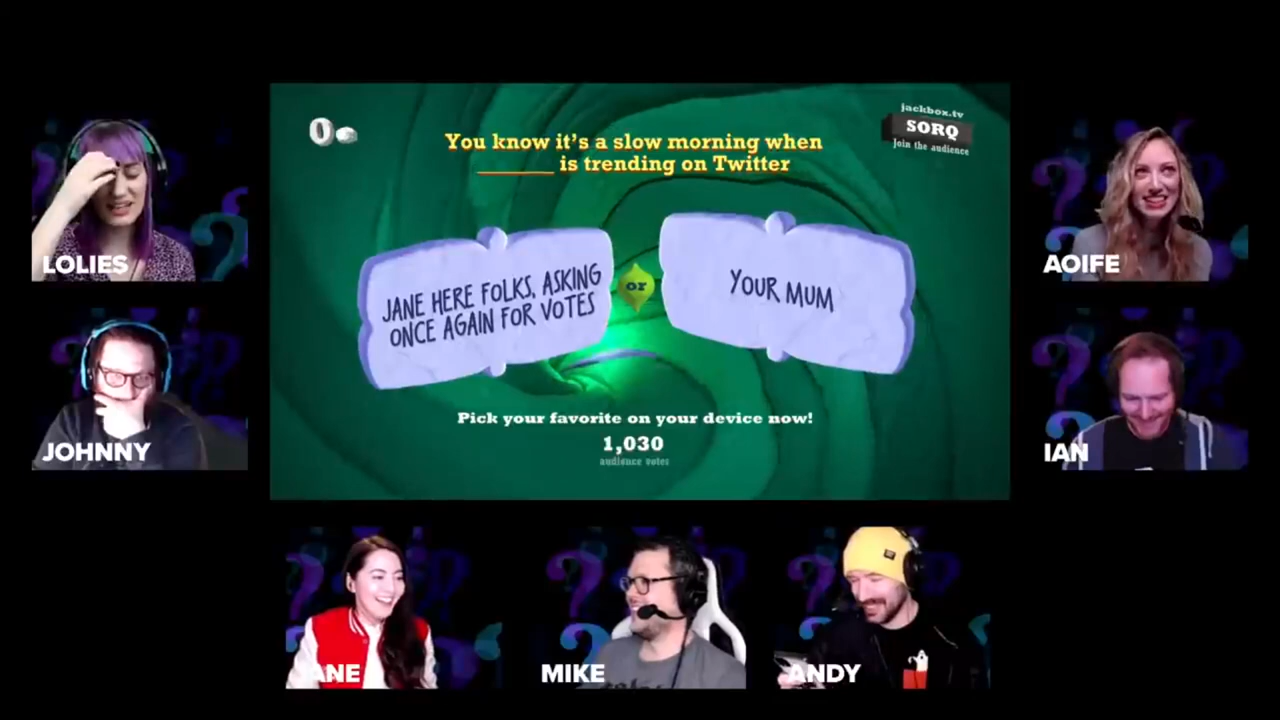 0
jackbox.tv
SORQ
Join the audience
You know it's a slow morning when
______ is trending on Twitter
JANE HERE FOLKS, ASKING
ONCE AGAIN FOR VOTES
or
YOUR MUM
Pick your favorite on your device now!
1,030
audience votes
LOLIES
AOIFE
JOHNNY
IAN
ANE
MIKE
ANDY